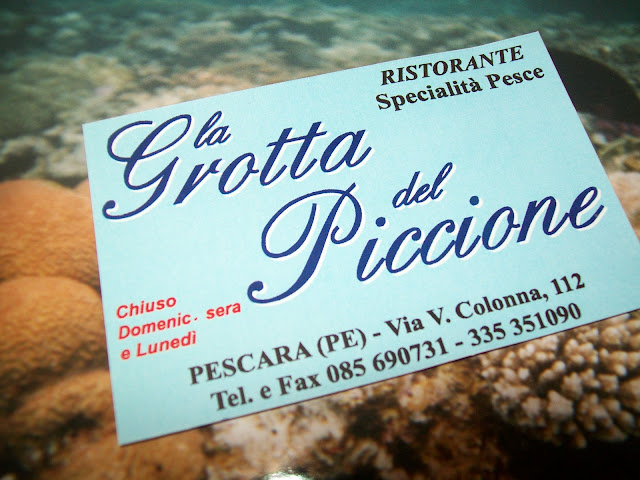 RISTORANTE
Specialità Pesce
la
Grotta
del
Piccione
Chiuso
Domenic. sera
e Lunedì
PESCARA (PE) - Via V. Colonna, 112
Tel. e Fax 085 690731 - 335 351090